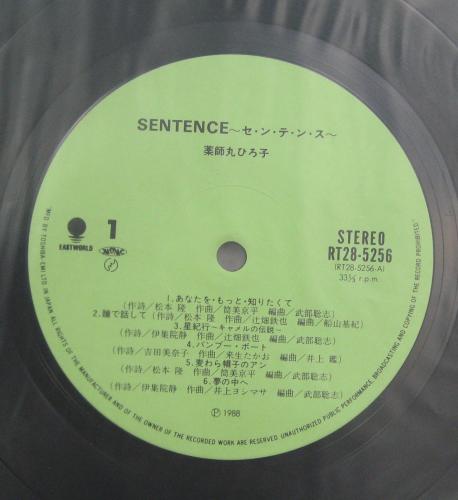 SENTENCE～セ・ン・テ・ン・ス～
薬師丸ひろ子
EASTWORLD
1
STEREO
RT28-5256
(RT28-5256-A)
33⅓ r.p.m.
1.あなたを・もっと・知りたくて
(作詩／松本 隆 作曲／筒美京平 編曲／武部聡志)
2.瞳で話して(作詩／松本 隆 作曲／辻畑鉄也 編曲／船山基紀)
3.星紀行～キャメルの伝説～
(作詩／伊集院静 作曲／辻畑鉄也 編曲／武部聡志)
4.バンブー・ボート
(作詩／吉田美奈子 作曲／来生たかお 編曲／井上 鑑)
5.麦わら帽子のアン
(作詩／松本 隆 作曲／筒美京平 編曲／武部聡志)
6.夢の中へ
(作詩／伊集院静 作曲／井上ヨシマサ 編曲／武部聡志)
Ⓟ 1988
MF'D BY TOSHIBA EMI LTD IN JAPAN ALL RIGHTS OF THE MANUFACTURER AND OF THE OWNER OF THE RECORDED WORK ARE RESERVED. UNAUTHORIZED PUBLIC PERFORMANCE, BROADCASTING AND COPYING OF THE RECORD PROHIBITED.